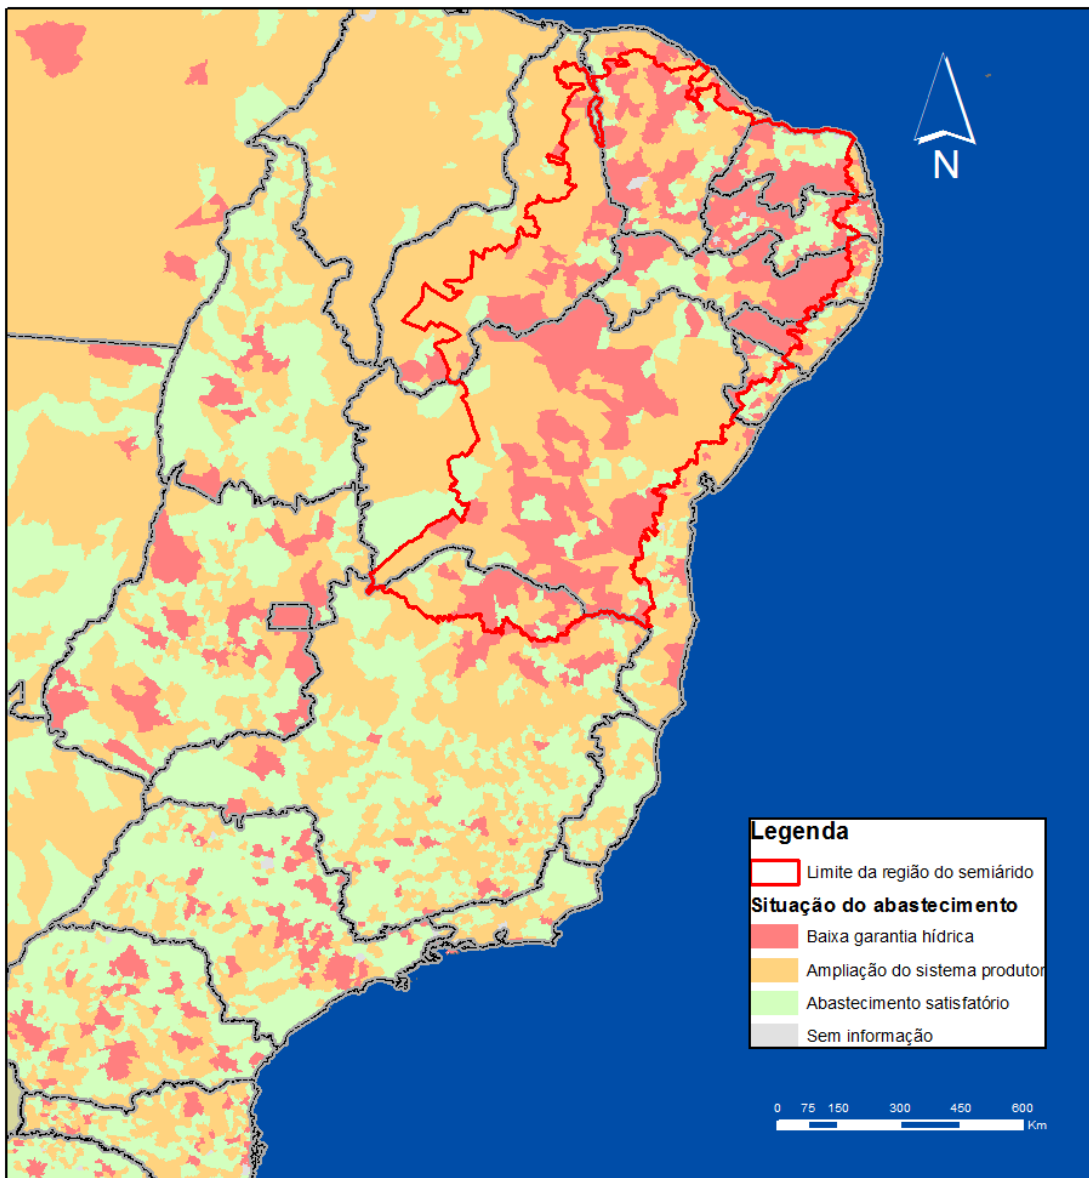 N
Legenda
Limite da região do semiárido
Situação do abastecimento
Baixa garantia hídrica
Ampliação do sistema produtor
Abastecimento satisfatório
Sem informação
0 75 150 300 450 600
Km